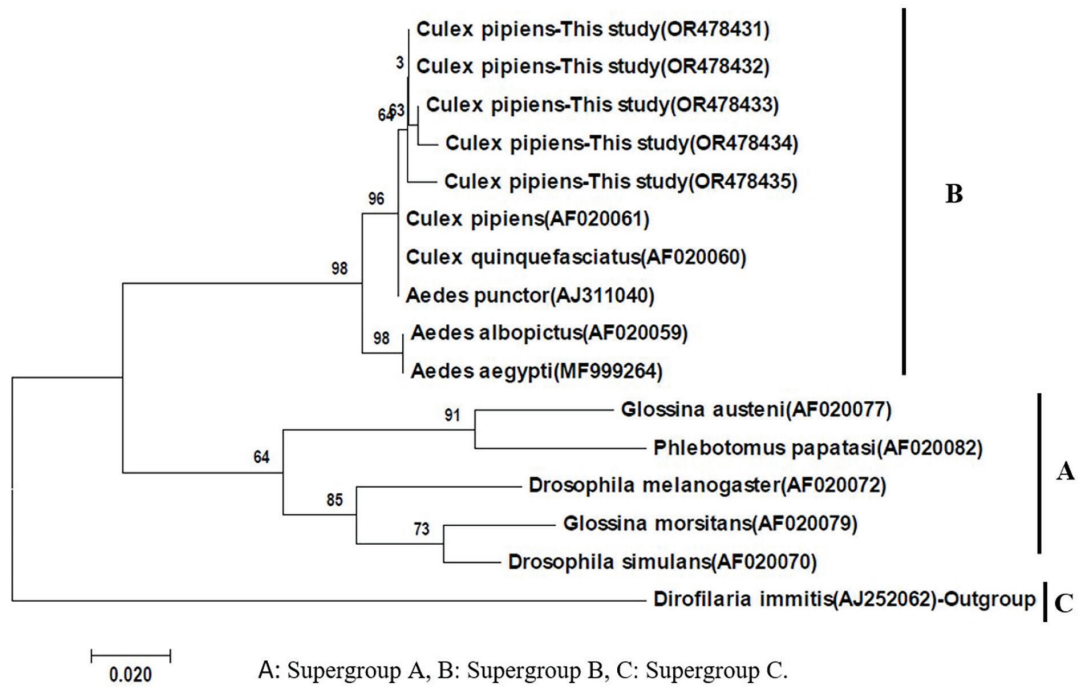 Culex pipiens-This study(OR478431)
3
Culex pipiens-This study(OR478432)
Culex pipiens-This study(OR478433)
64
63
Culex pipiens-This study(OR478434)
Culex pipiens-This study(OR478435)
B
96
Culex pipiens(AF020061)
Culex quinquefasciatus(AF020060)
98
Aedes punctor(AJ311040)
98
Aedes albopictus(AF020059)
Aedes aegypti(MF999264)
91
Glossina austeni(AF020077)
64
Phlebotomus papatasi(AF020082)
A
85
Drosophila melanogaster(AF020072)
73
Glossina morsitans(AF020079)
Drosophila simulans(AF020070)
Dirofilaria immitis(AJ252062)-Outgroup
C
0.020
A: Supergroup A, B: Supergroup B, C: Supergroup C.